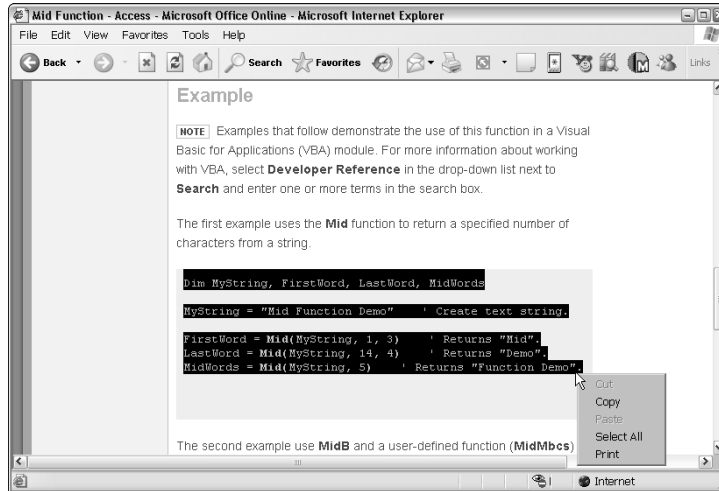 Mid Function - Access - Microsoft Office Online - Microsoft Internet Explorer
File Edit View Favorites Tools Help
Back Search Favorites Links
Example
NOTE Examples that follow demonstrate the use of this function in a Visual
Basic for Applications (VBA) module. For more information about working
with VBA, select Developer Reference in the drop-down list next to
Search and enter one or more terms in the search box.
The first example uses the Mid function to return a specified number of
characters from a string.
Dim MyString, FirstWord, LastWord, MidWords
MyString = "Mid Function Demo" ' Create text string.
FirstWord = Mid(MyString, 1, 3) ' Returns "Mid".
LastWord = Mid(MyString, 14, 4) ' Returns "Demo".
MidWords = Mid(MyString, 5) ' Returns "Function Demo".
Cut
Copy
Paste
Select All
Print
The second example use MidB and a user-defined function (MidMbcs)
Internet